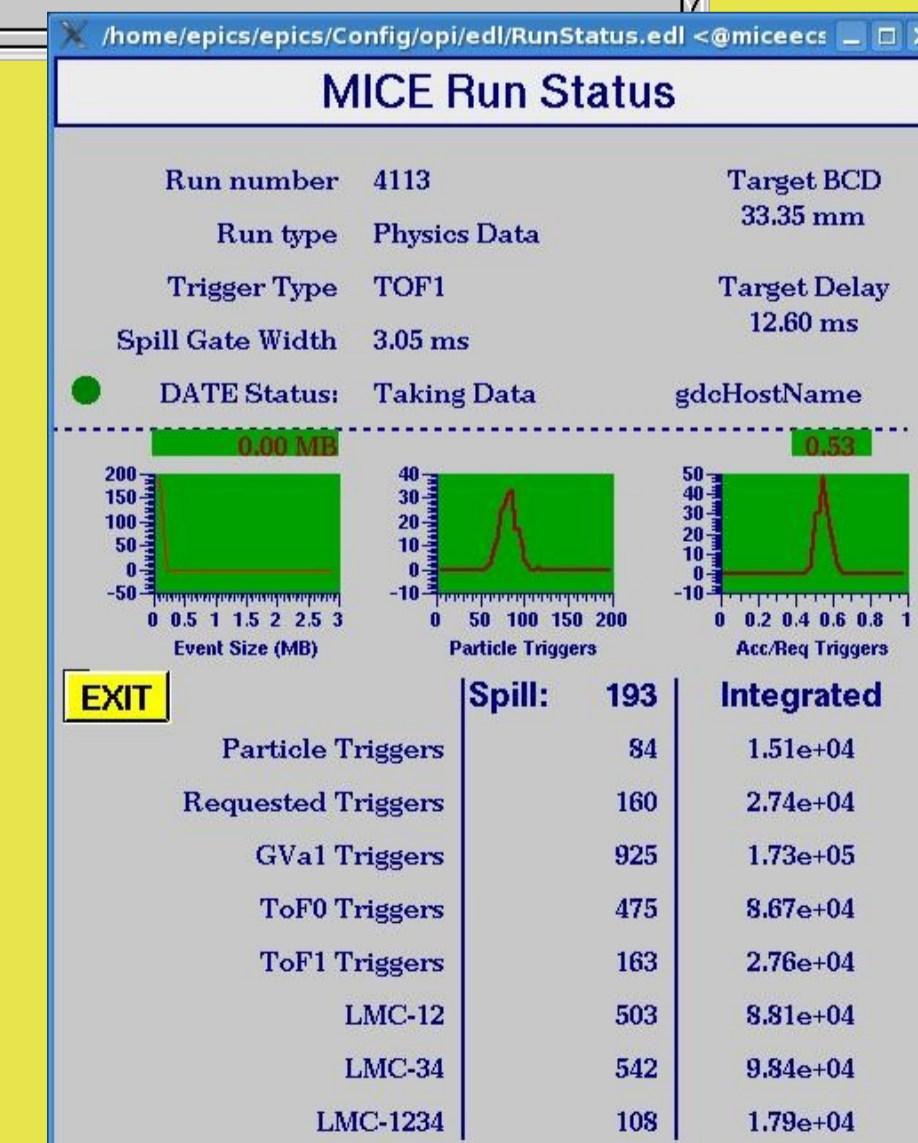 /home/epics/epics/Config/opi/edl/RunStatus.edl <@miceecs
MICE Run Status
Run number 4113
Target BCD
33.35 mm
Run type Physics Data
Trigger Type TOF1
Target Delay
12.60 ms
Spill Gate Width 3.05 ms
DATE Status: Taking Data gdcHostName
0.00 MB
200
150
100
50
0
-50
0 0.5 1 1.5 2 2.5 3
Event Size (MB)
40
30
20
10
0
-10
0 50 100 150 200
Particle Triggers
0.53
50
40
30
20
10
0
-10
0 0.2 0.4 0.6 0.8 1
Acc/Req Triggers
EXIT Spill: 193 Integrated
Particle Triggers 84 1.51e+04
Requested Triggers 160 2.74e+04
GVa1 Triggers 925 1.73e+05
ToF0 Triggers 475 8.67e+04
ToF1 Triggers 163 2.76e+04
LMC-12 503 8.81e+04
LMC-34 542 9.84e+04
LMC-1234 108 1.79e+04